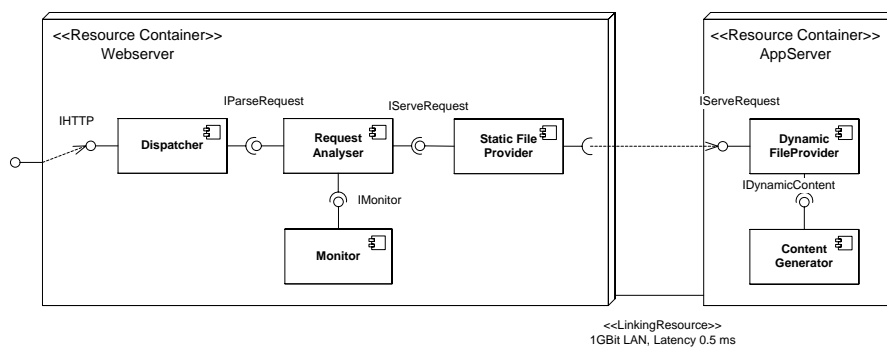 <<Resource Container>>
Webserver
<<Resource Container>>
AppServer
IHTTP
IParseRequest
IServeRequest
IServeRequest
Dispatcher
Request
Analyser
Static File
Provider
Dynamic
FileProvider
IMonitor
IDynamicContent
Monitor
Content
Generator
<<LinkingResource>>
1GBit LAN, Latency 0.5 ms